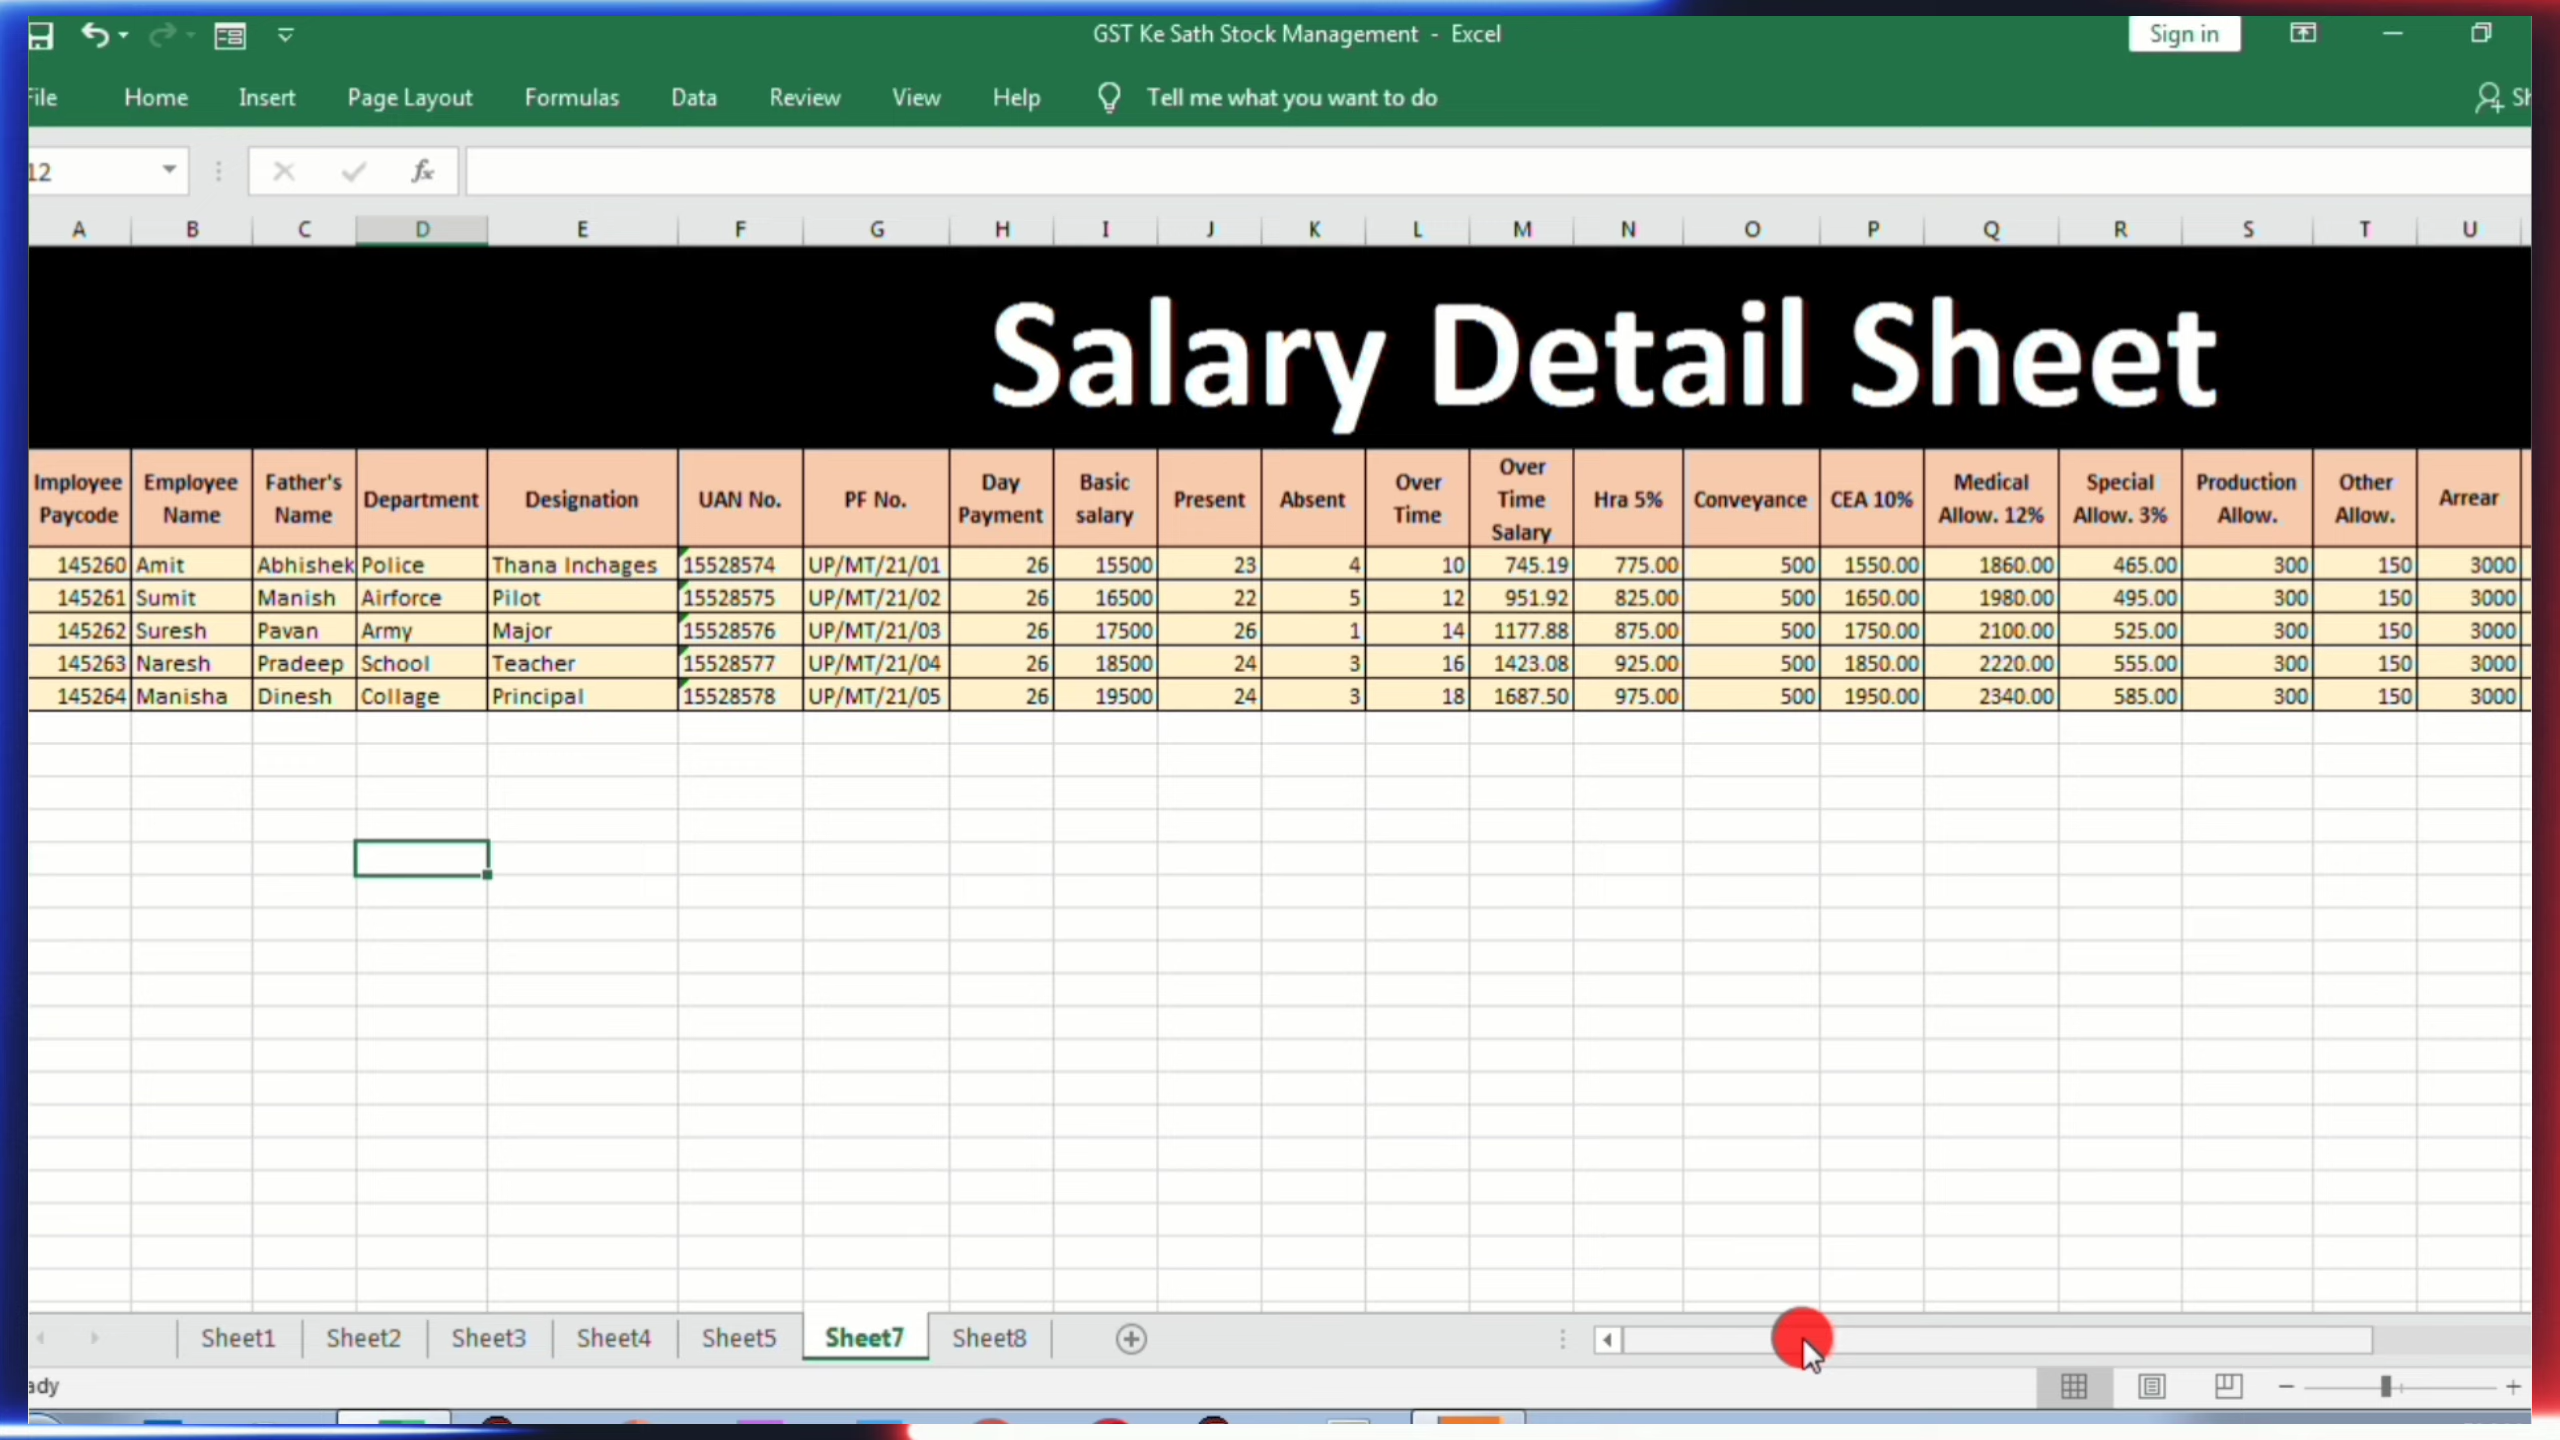 GST Ke Sath Stock Management - Excel
Sign in
File Home Insert Page Layout Formulas Data Review View Help Tell me what you want to do
12
fx
A B C D E F G H I J K L M N O P Q R S T U
Salary Detail Sheet
Imployee Paycode Employee Name Father's Name Department Designation UAN No. PF No. Day Payment Basic salary Present Absent Over Time Over Time Salary Hra 5% Conveyance CEA 10% Medical Allow. 12% Special Allow. 3% Production Allow. Other Allow. Arrear
145260 Amit Abhishek Police Thana Inchages 15528574 UP/MT/21/01 26 15500 23 4 10 745.19 775.00 500 1550.00 1860.00 465.00 300 150 3000
145261 Sumit Manish Airforce Pilot 15528575 UP/MT/21/02 26 16500 22 5 12 951.92 825.00 500 1650.00 1980.00 495.00 300 150 3000
145262 Suresh Pavan Army Major 15528576 UP/MT/21/03 26 17500 26 1 14 1177.88 875.00 500 1750.00 2100.00 525.00 300 150 3000
145263 Naresh Pradeep School Teacher 15528577 UP/MT/21/04 26 18500 24 3 16 1423.08 925.00 500 1850.00 2220.00 555.00 300 150 3000
145264 Manisha Dinesh Collage Principal 15528578 UP/MT/21/05 26 19500 24 3 18 1687.50 975.00 500 1950.00 2340.00 585.00 300 150 3000
Sheet1 Sheet2 Sheet3 Sheet4 Sheet5 Sheet7 Sheet8